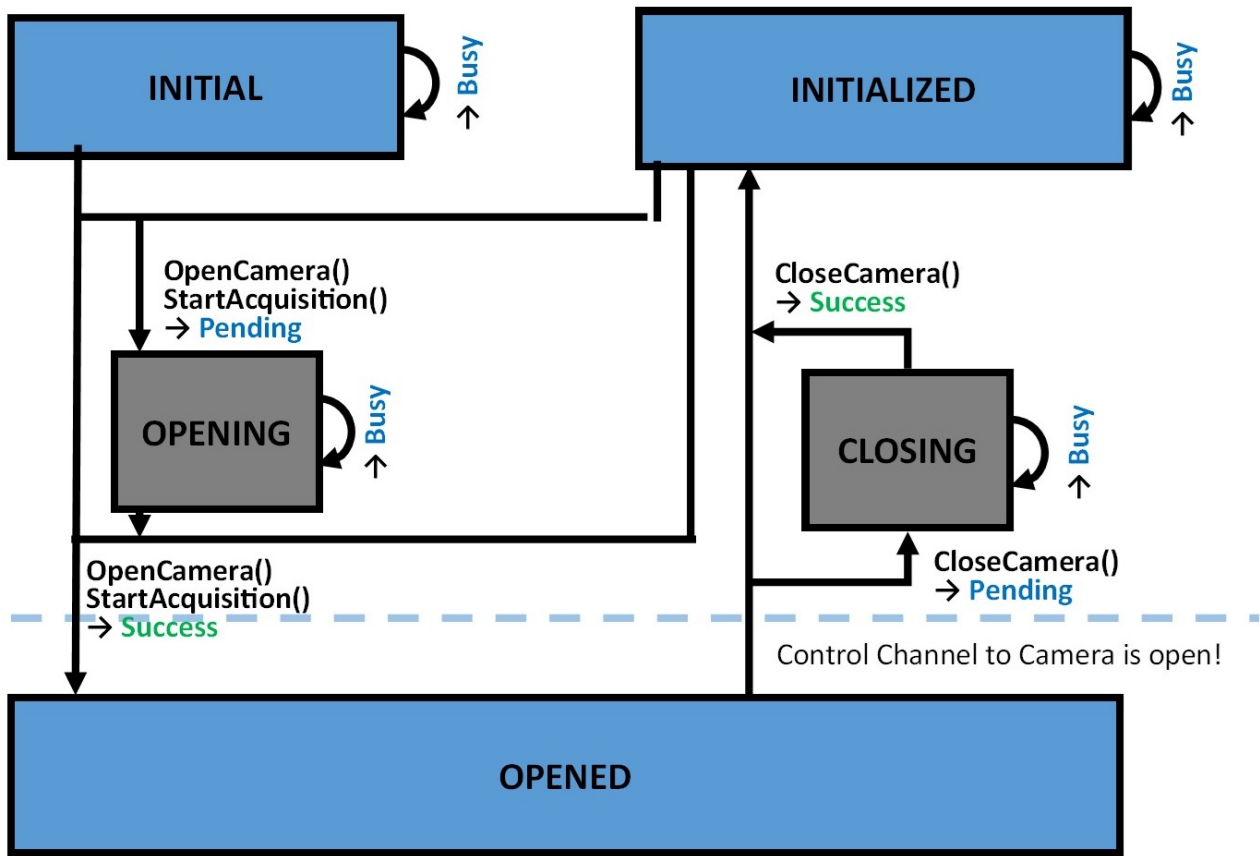 INITIAL
↑ Busy
INITIALIZED
↑ Busy
OpenCamera()
StartAcquisition()
→ Pending
CloseCamera()
→ Success
OPENING
↑ Busy
CLOSING
↑ Busy
OpenCamera()
StartAcquisition()
→ Success
CloseCamera()
→ Pending
Control Channel to Camera is open!
OPENED